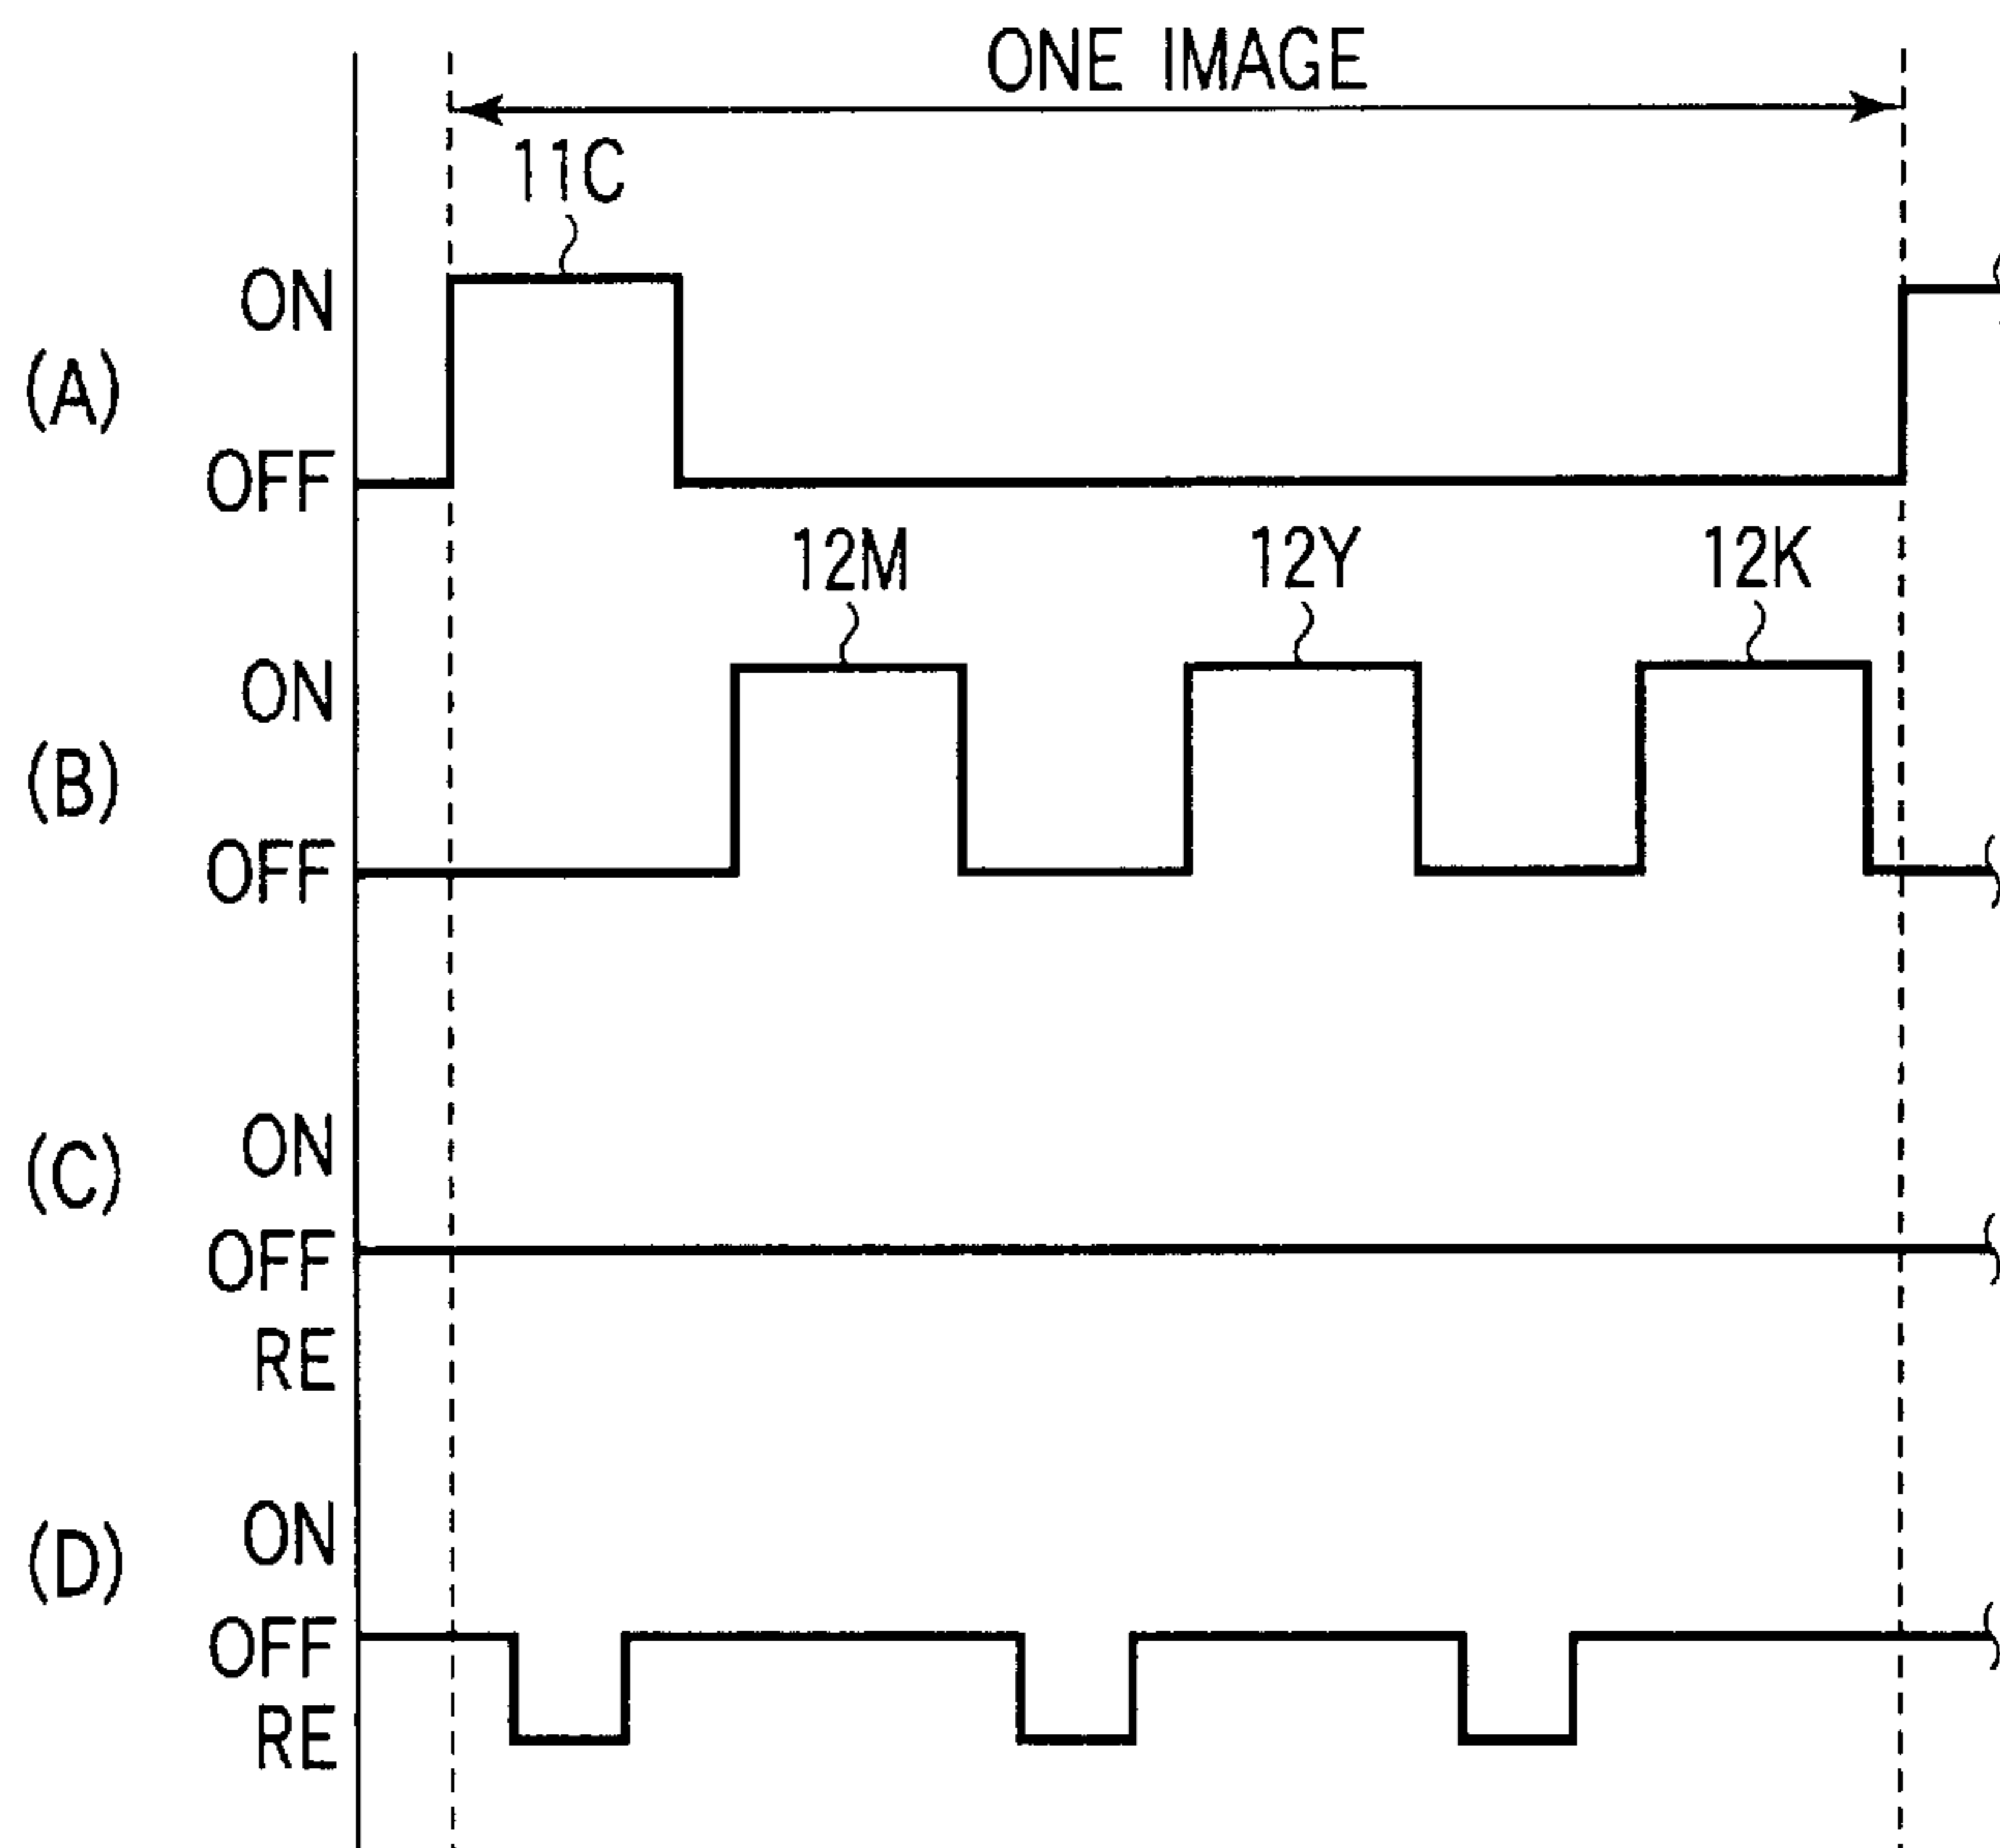 ONE IMAGE
11C
ON
(A)
OFF
12M 12Y 12K
ON
(B)
OFF
ON
(C)
OFF
RE
ON
(D)
OFF
RE